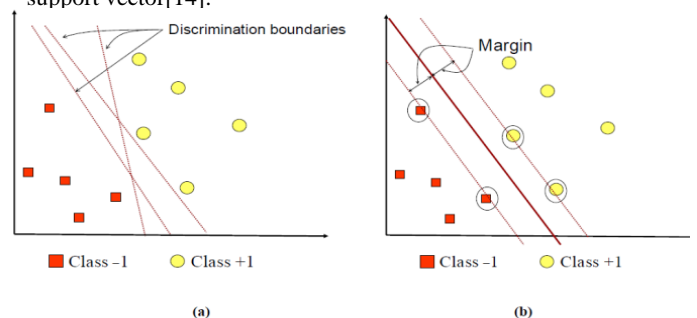 support vector[14].
Discrimination boundaries
Margin
Class −1
Class +1
Class −1
Class +1
(a)
(b)